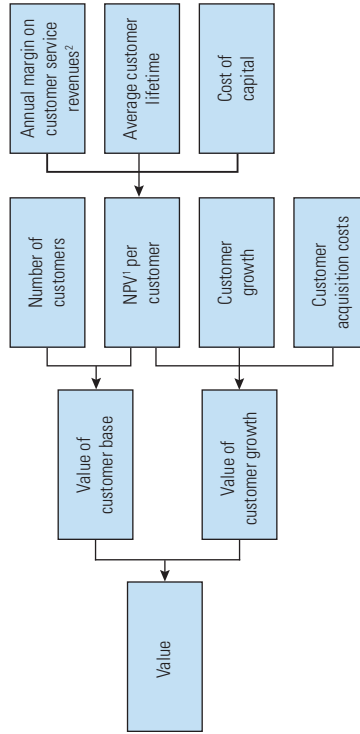 Value
Value of
customer base
Value of
customer growth
Number of
customers
NPV¹ per
customer
Customer
growth
Customer
acquisition costs
Annual margin on
customer service
revenues²
Average customer
lifetime
Cost of
capital